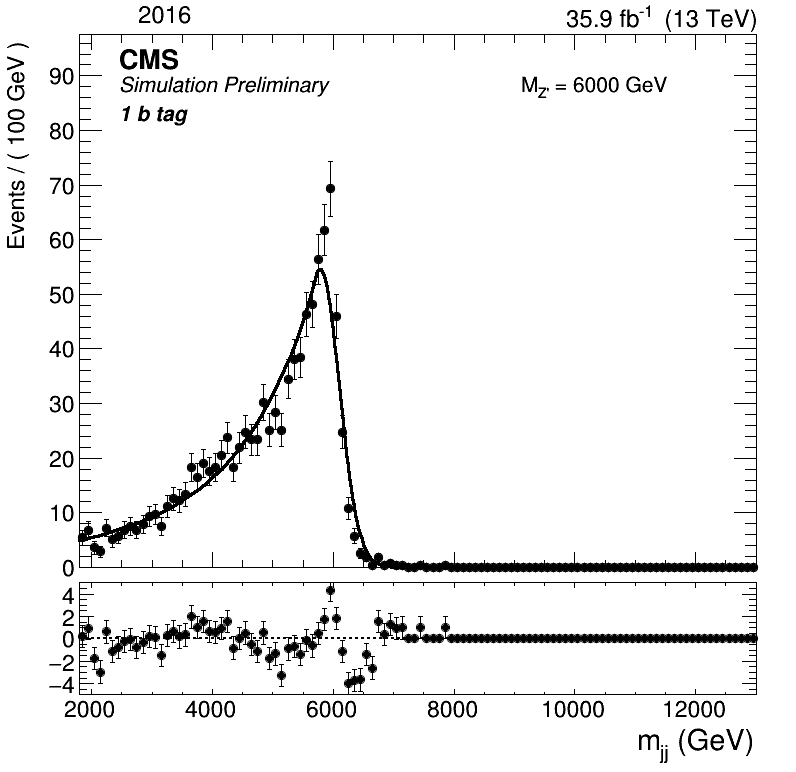 2016 35.9 fb-1 (13 TeV)
CMS
Simulation Preliminary
1 b tag
MZ' = 6000 GeV
Events / ( 100 GeV )
90
80
70
60
50
40
30
20
10
0
4
2
0
−2
−4
2000 4000 6000 8000 10000 12000
mjj (GeV)